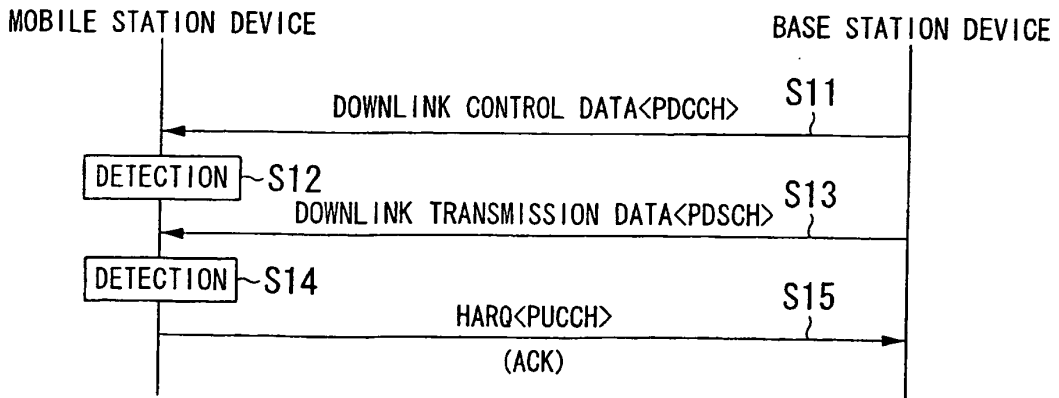 MOBILE STATION DEVICE
BASE STATION DEVICE
DOWNLINK CONTROL DATA<PDCCH>
S11
DETECTION
S12
DOWNLINK TRANSMISSION DATA<PDSCH>
S13
DETECTION
S14
HARQ<PUCCH>
S15
(ACK)